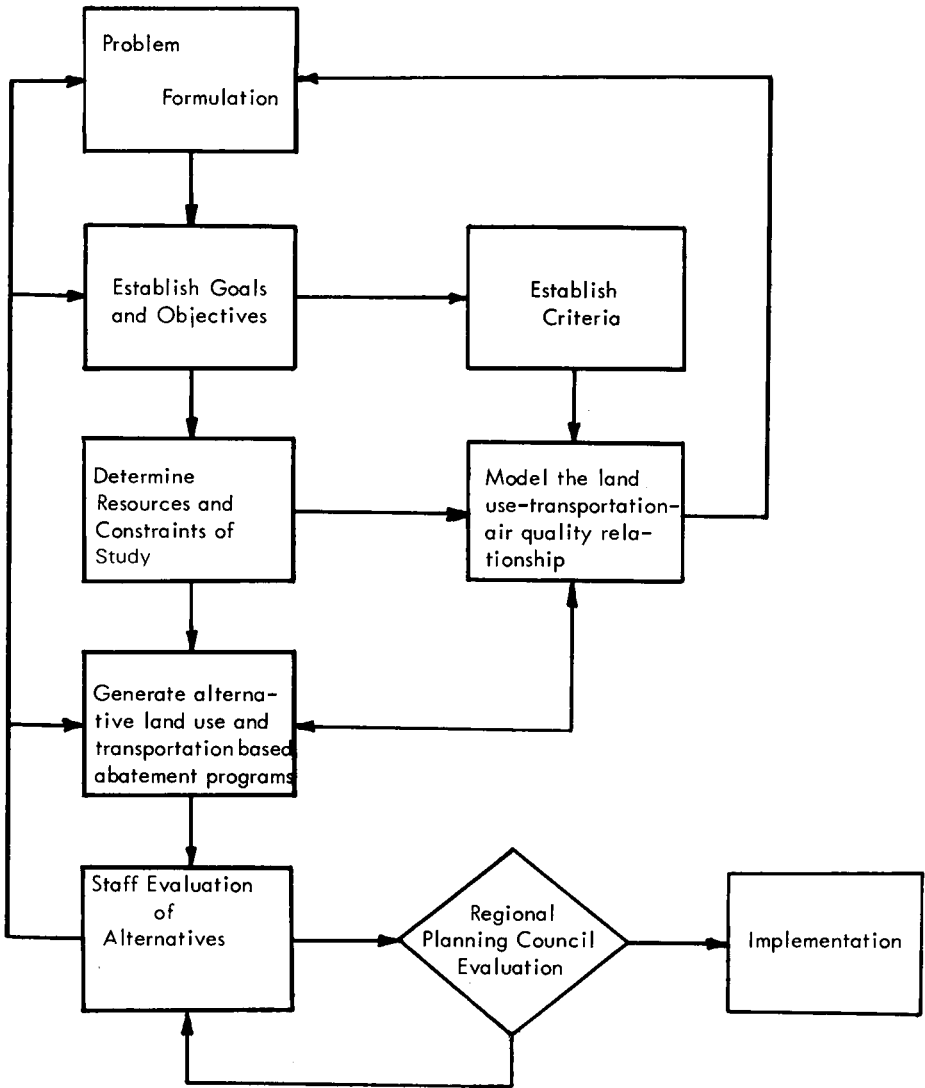 Problem
Formulation
Establish Goals
and Objectives
Establish
Criteria
Determine
Resources and
Constraints of
Study
Model the land
use-transportation-
air quality rela-
tionship
Generate alterna-
tive land use and
transportation based
abatement programs
Staff Evaluation
of
Alternatives
Regional
Planning Council
Evaluation
Implementation